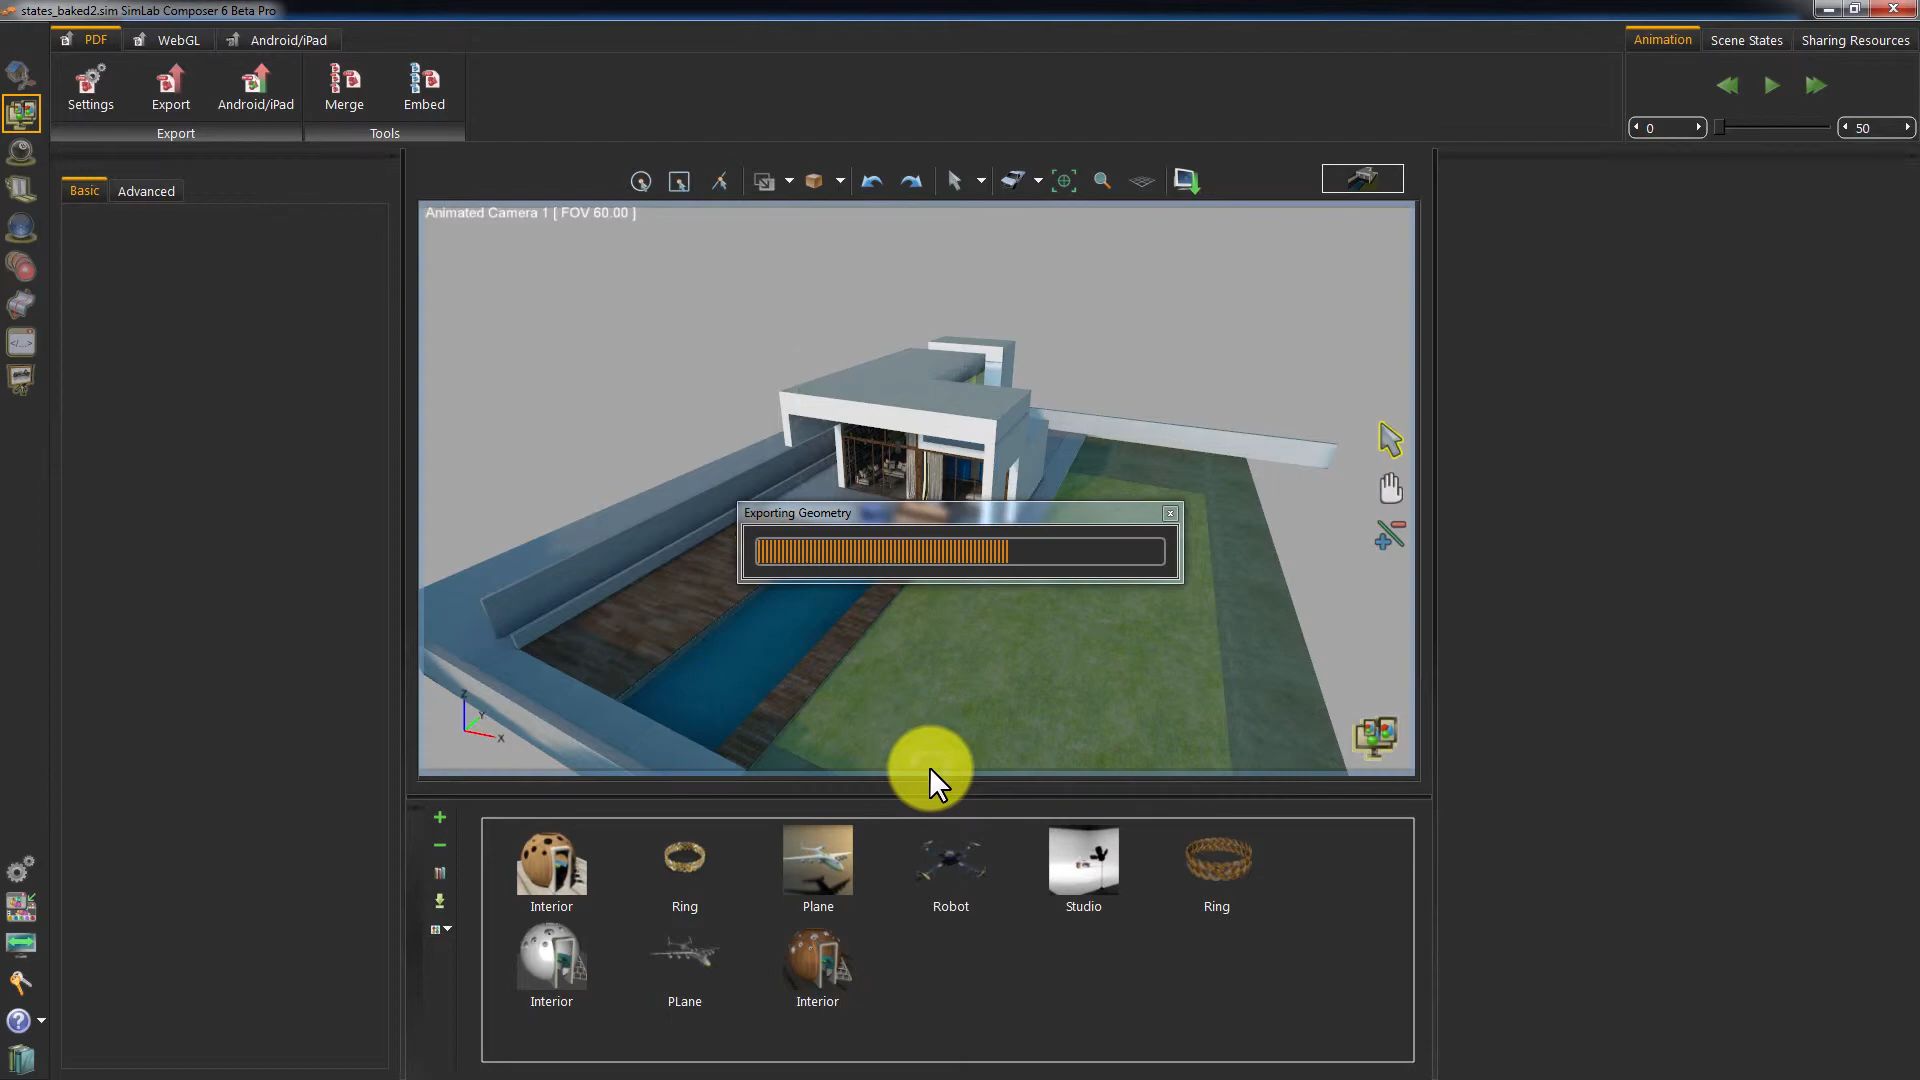 states_baked2.sim SimLab Composer 6 Beta Pro
PDF WebGL Android/iPad
Animation Scene States Sharing Resources
Settings Export Android/iPad Merge Embed
Export Tools
0 50
Basic Advanced
Animated Camera 1 [ FOV 60.00 ]
Exporting Geometry
Z
Y
X
Interior Ring Plane Robot Studio Ring
Interior PLane Interior